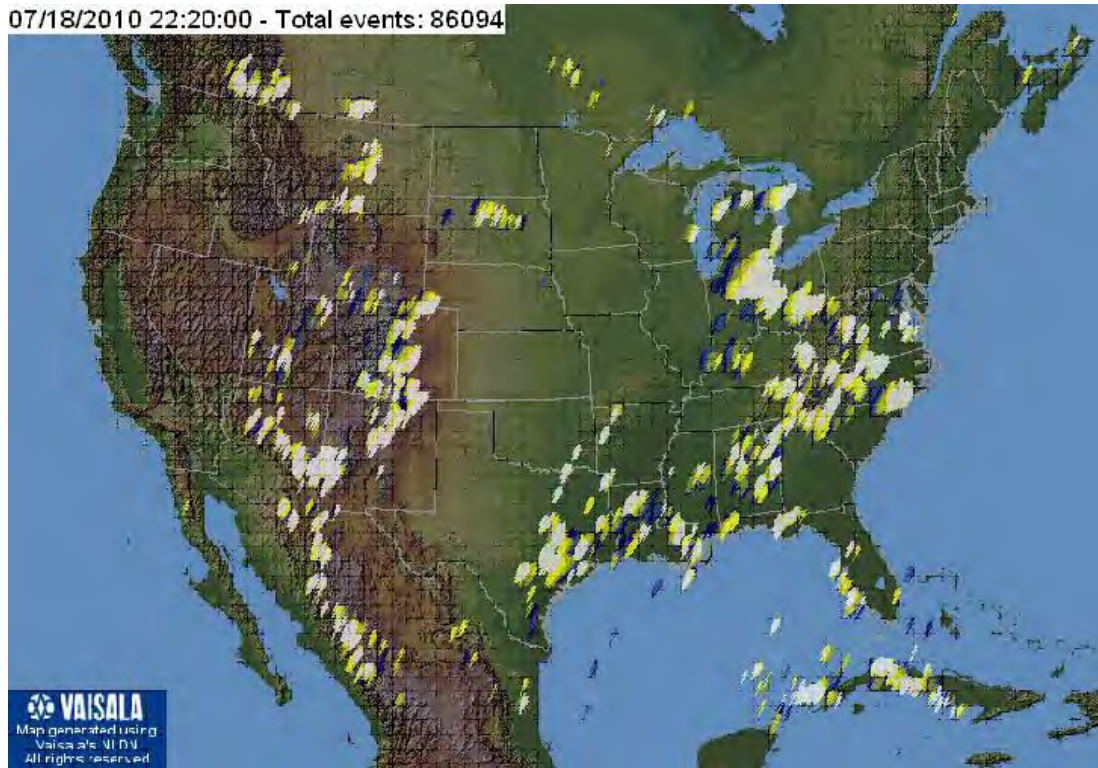 07/18/2010 22:20:00 - Total events: 86094
VAISALA
Map generated using
Vaisala's NLDN
All rights reserved